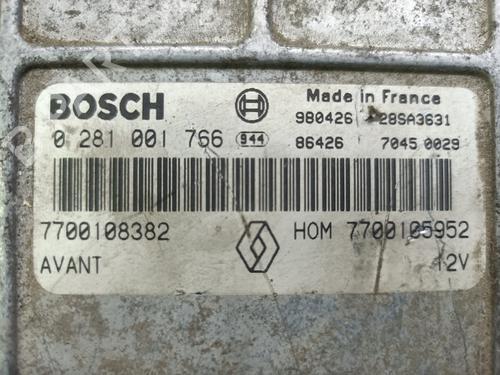 BOSCH
Made in France
980426 28SA3631
0 281 001 766 944 86426 7045 0029
7700108382 HOM 7700105952
AVANT 12V